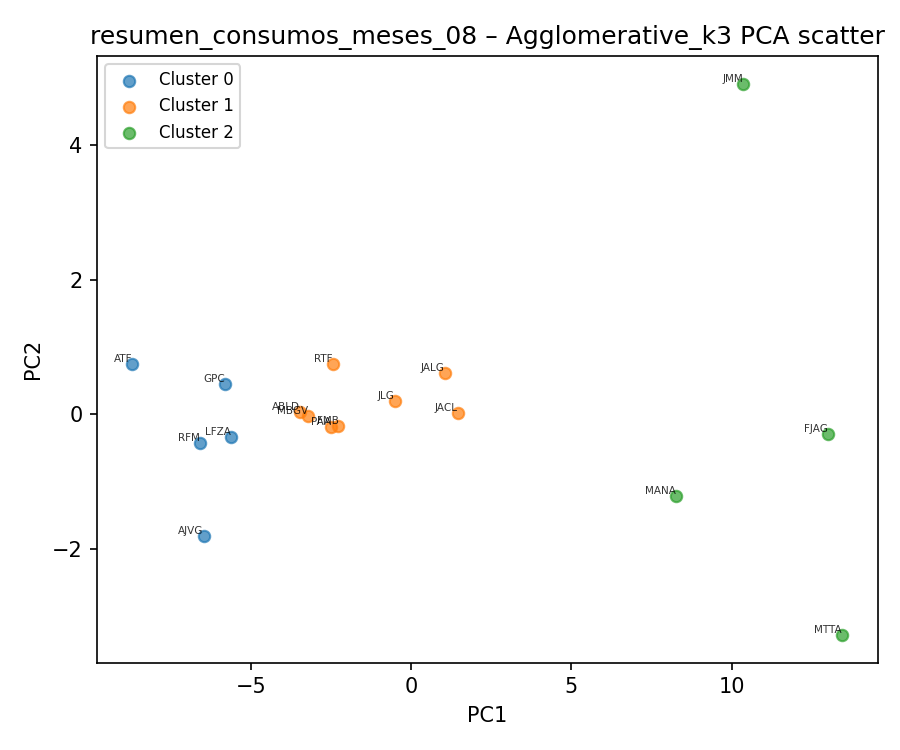 resumen_consumos_meses_08 – Agglomerative_k3 PCA scatter
Cluster 0
Cluster 1
Cluster 2
JMM
4
2
ATF
RTF
JALG
GPC
JLG
ABLD
MBGV
JACL
0
FMB
LFZA
RFM
FJAG
MANA
AJVG
−2
MTTA
−5
0
5
10
PC1
PC2